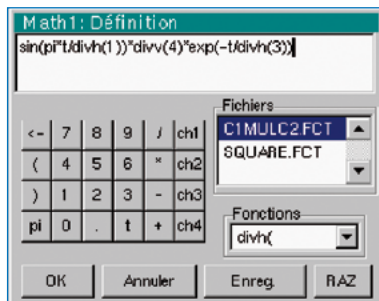 Math1: Définition
sin(pi*t/divh(1))*divv(4)*exp(-t/divh(3))
Fichiers
<- 7 8 9 / ch1
C1MULC2.FCT
( 4 5 6 * ch2
SQUARE.FCT
) 1 2 3 - ch3
pi 0 . t + ch4
Fonctions
divh(
OK Annuler Enreg. RAZ